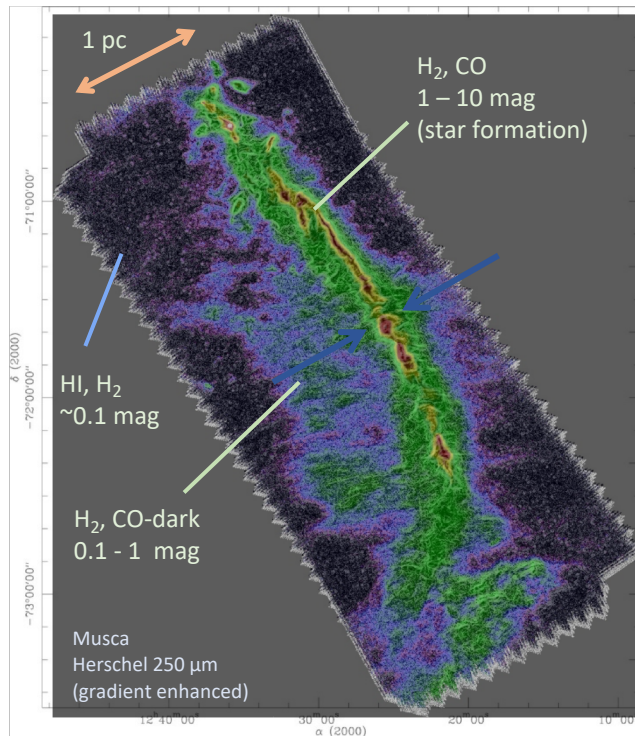 1 pc
H₂, CO
1 – 10 mag
(star formation)
−71°00'00"
δ (2000)
HI, H₂
~0.1 mag
−72°00'00"
H₂, CO-dark
0.1 - 1 mag
−73°00'00"
Musca
Herschel 250 µm
(gradient enhanced)
12ʰ40ᵐ00ˢ 30ᵐ00ˢ 20ᵐ00ˢ 10ᵐ00
α (2000)